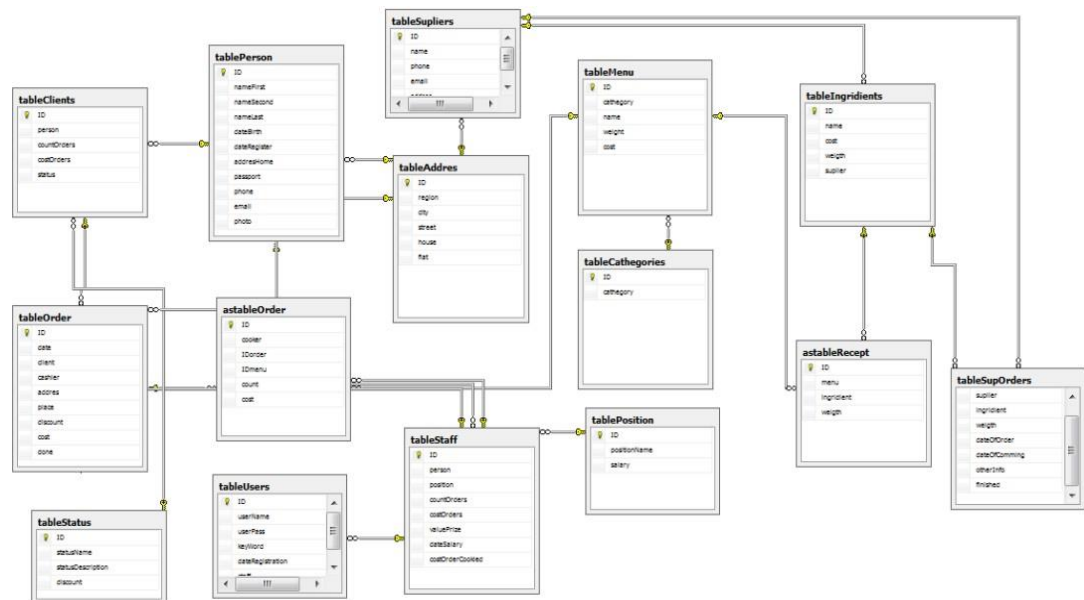 tableSupliers
ID
name
phone
email
tablePerson
ID
nameFirst
nameSecond
nameLast
dateBirth
dateRegister
addresHome
passport
phone
email
photo
tableClients
ID
person
countOrders
costOrders
status
tableMenu
ID
cathegory
name
weight
cost
tableIngridients
ID
name
cost
weigth
suplier
tableAddres
ID
region
city
street
house
flat
tableCathegories
ID
cathegory
tableOrder
ID
date
client
cashier
addres
place
discount
cost
done
astableOrder
ID
cooker
IDorder
IDmenu
count
cost
astableRecept
ID
menu
ingridient
weigth
tableSupOrders
suplier
ingridient
weigth
dateOfOrder
dateOfComming
otherInfo
finished
tablePosition
ID
positionName
salary
tableStaff
ID
person
position
countOrders
costOrders
valuePrize
dateSalary
costOrderCooked
tableUsers
ID
userName
userPass
keyWord
dateRegistration
tableStatus
ID
statusName
statusDescription
discount